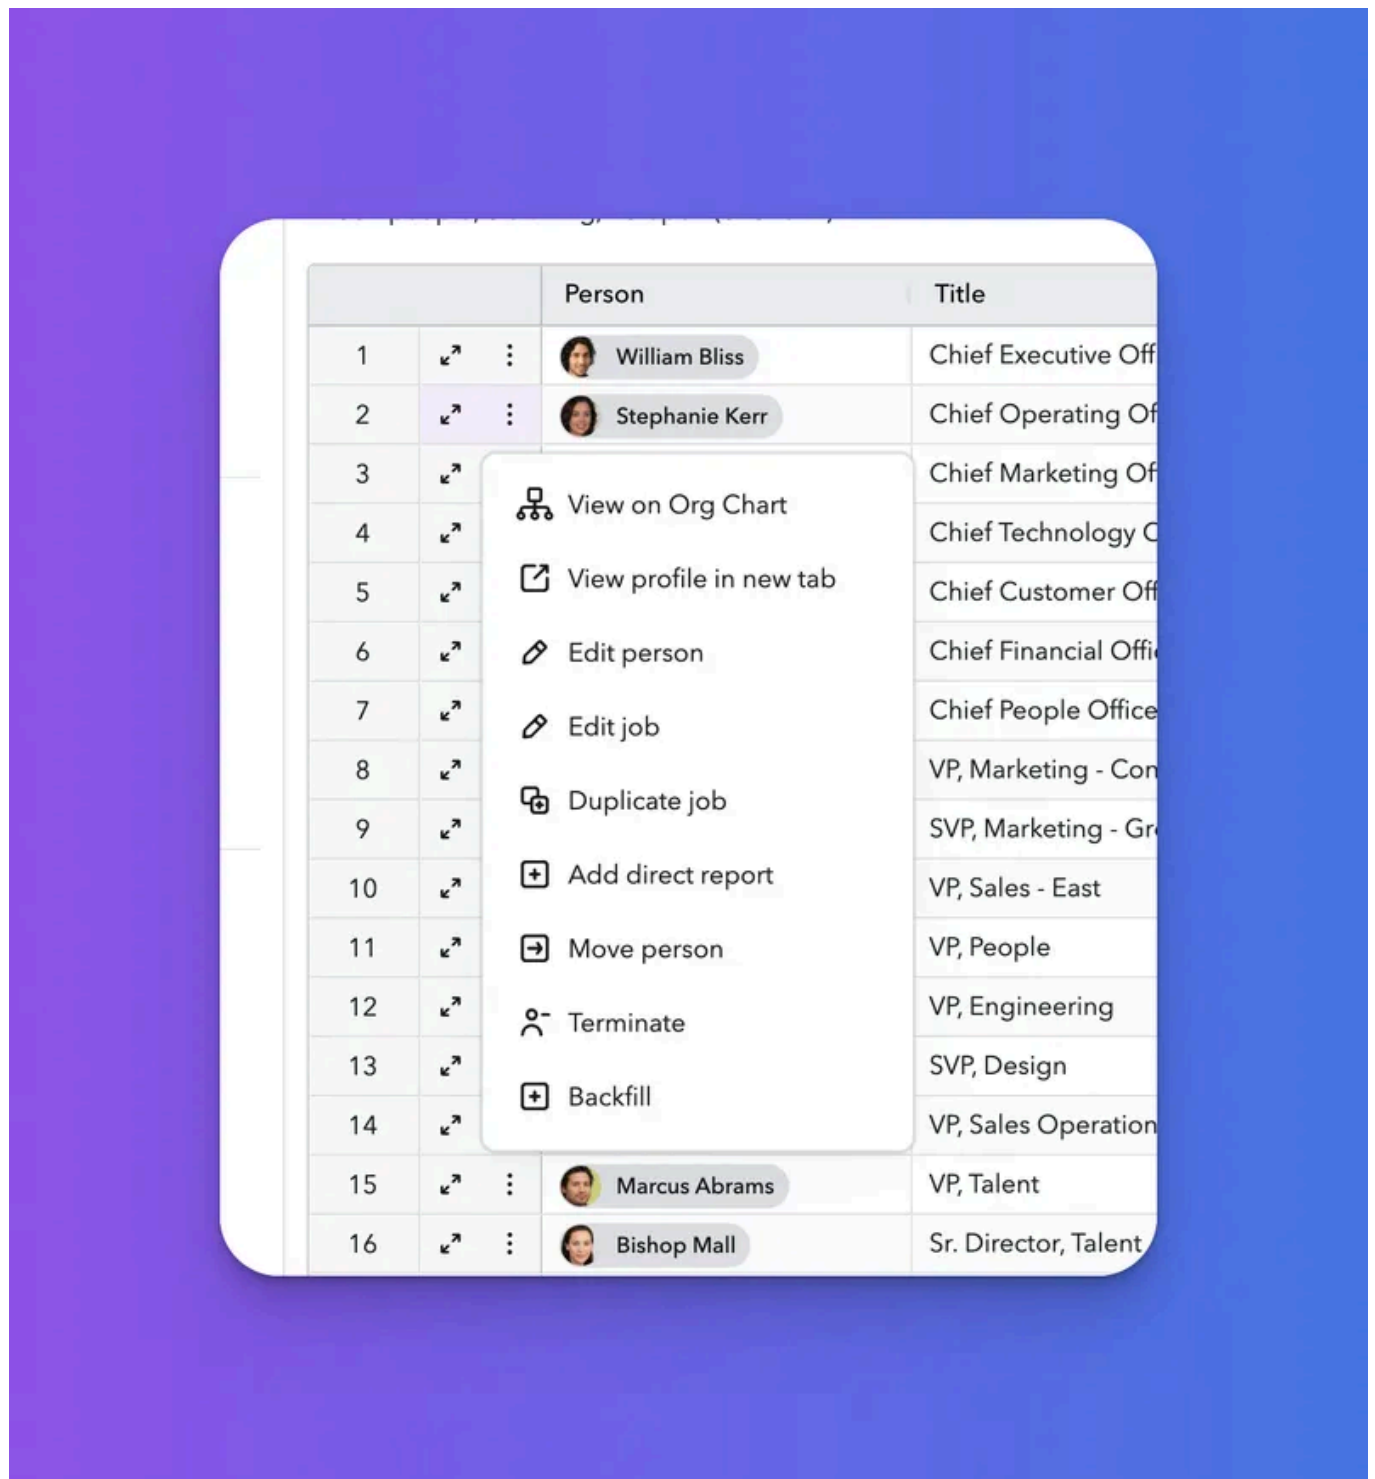 Person Title
1 William Bliss Chief Executive Off
2 Stephanie Kerr Chief Operating Of
3 Chief Marketing Of
4 Chief Technology
5 Chief Customer Off
6 Chief Financial Offi
7 Chief People Office
8 VP, Marketing - Con
9 SVP, Marketing - Gr
10 VP, Sales - East
11 VP, People
12 VP, Engineering
13 SVP, Design
14 VP, Sales Operation
View on Org Chart
View profile in new tab
Edit person
Edit job
Duplicate job
Add direct report
Move person
Terminate
Backfill
15 Marcus Abrams VP, Talent
16 Bishop Mall Sr. Director, Talent